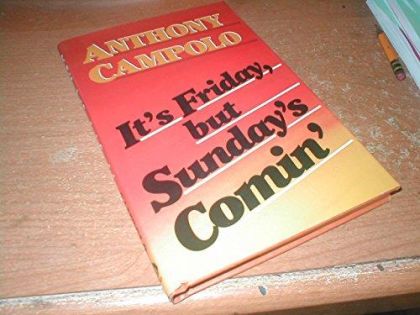 ANTHONY
CAMPOLO
It's Friday,
but
Sunday's
Comin'